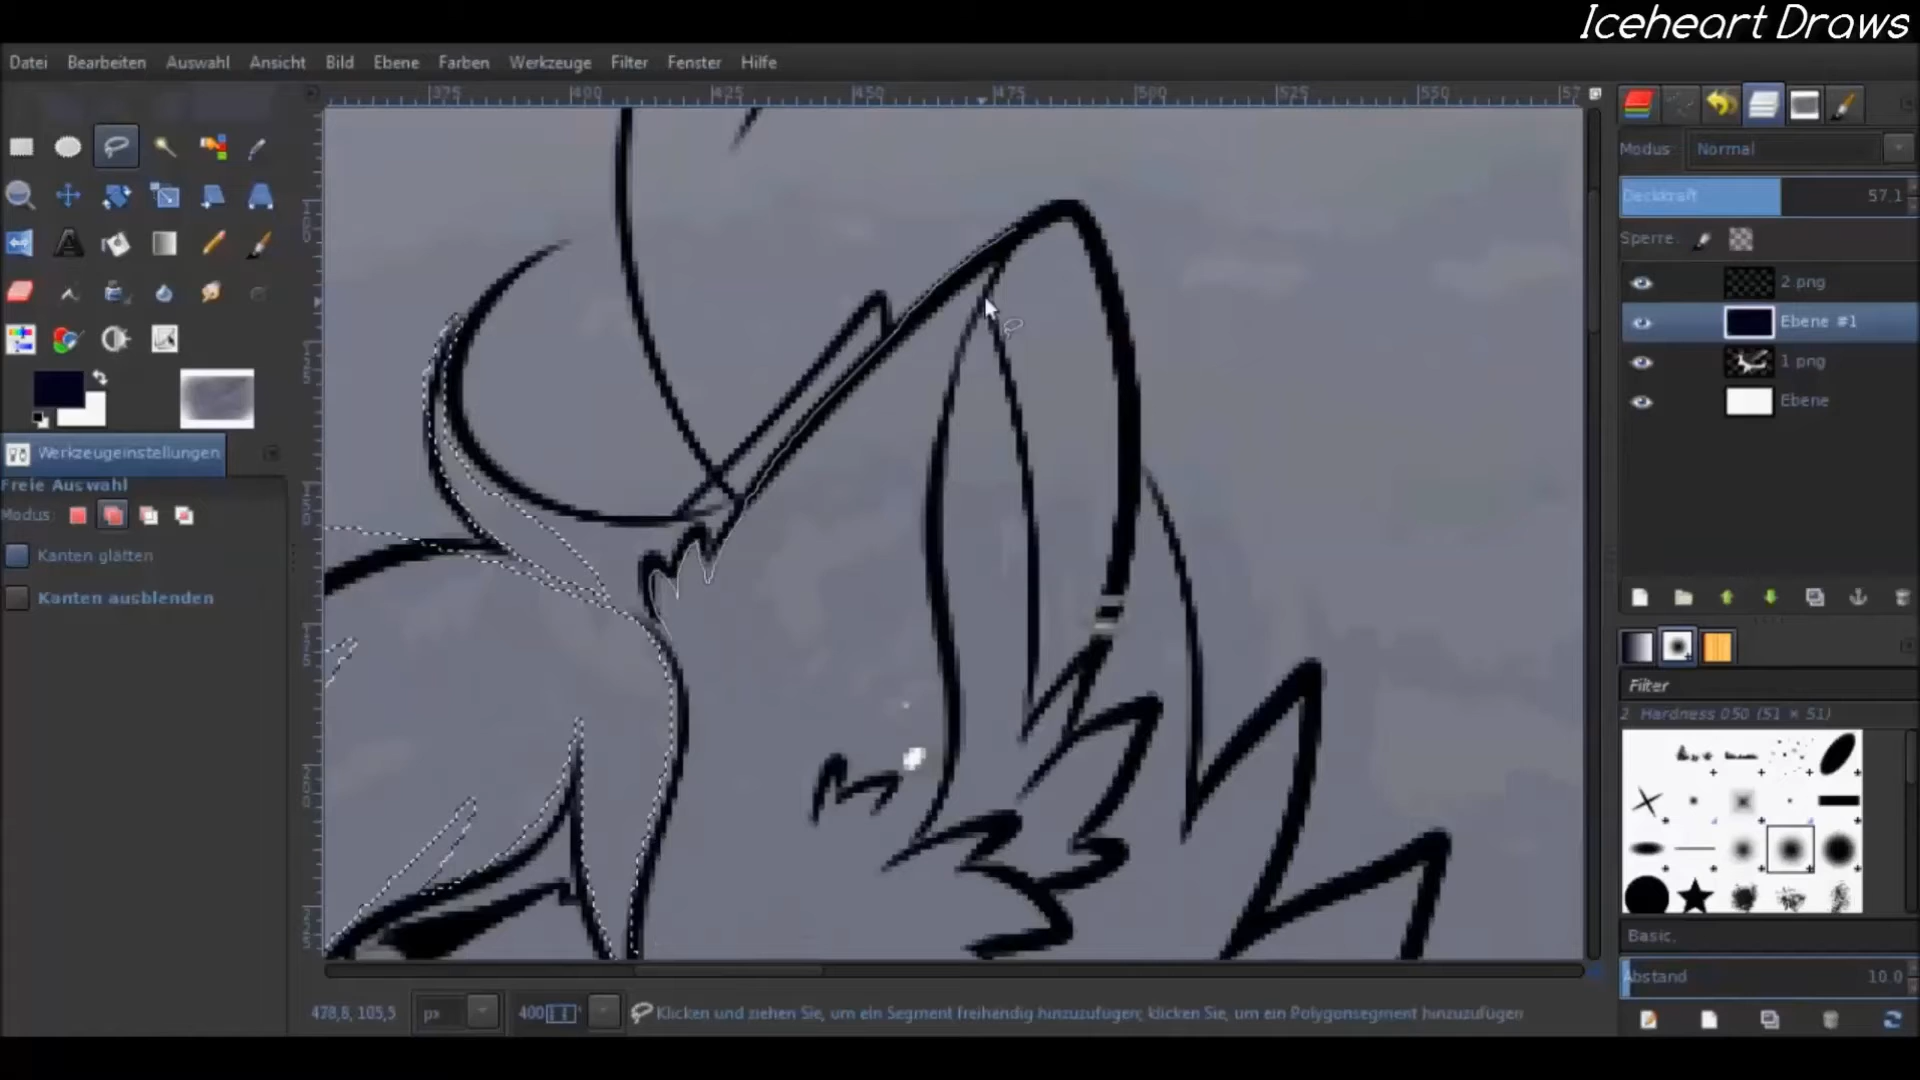 Iceheart Draws
Datei Bearbeiten Auswahl Ansicht Bild Ebene Farben Werkzeuge Filter Fenster Hilfe
375 400 425 450 475 500 525 550 57
Modus: Normal
Deckkraft 57,1
Sperre:
2.png
Ebene #1
1.png
Ebene
Werkzeugeinstellungen
Freie Auswahl
Modus:
Kanten glätten
Kanten ausblenden
Filter
2. Hardness 050 (51 × 51)
Basic,
Abstand 10,0
478,8, 105,5 px 400 Klicken und ziehen Sie, um ein Segment freihändig hinzuzufügen; klicken Sie, um ein Polygonsegment hinzuzufügen